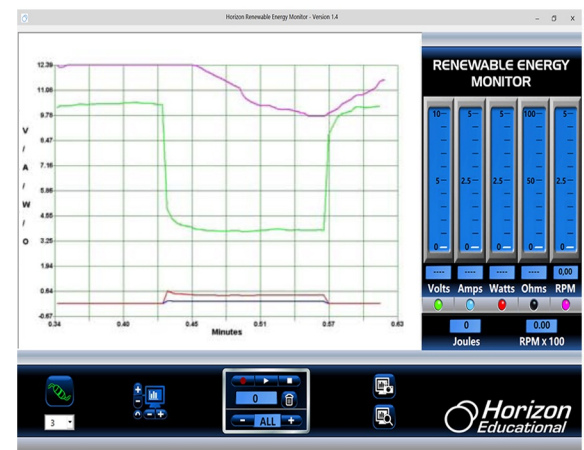 Horizon Renewable Energy Monitor - Version 1.4
12.39
11.08
9.78
8.47
7.16
5.86
4.55
3.25
1.94
0.64
-0.67
V
/
A
/
W
/
O
0.34 0.40 0.45 0.51 0.57 0.63
Minutes
RENEWABLE ENERGY
MONITOR
10 5 5 100 5
5 2.5 2.5 50 2.5
0 0 0 0 0
---- ---- ---- ---- 0,00
Volts Amps Watts Ohms RPM
0 0.00
Joules RPM x 100
3
0
- ALL +
Horizon
Educational